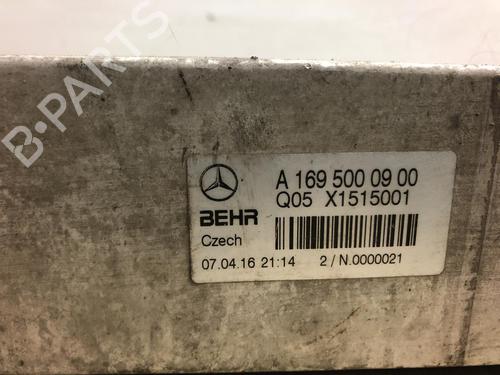 B-PARTS
A 169 500 09 00
Q05 X1515001
BEHR
Czech
07.04.16 21:14 2 / N.0000021